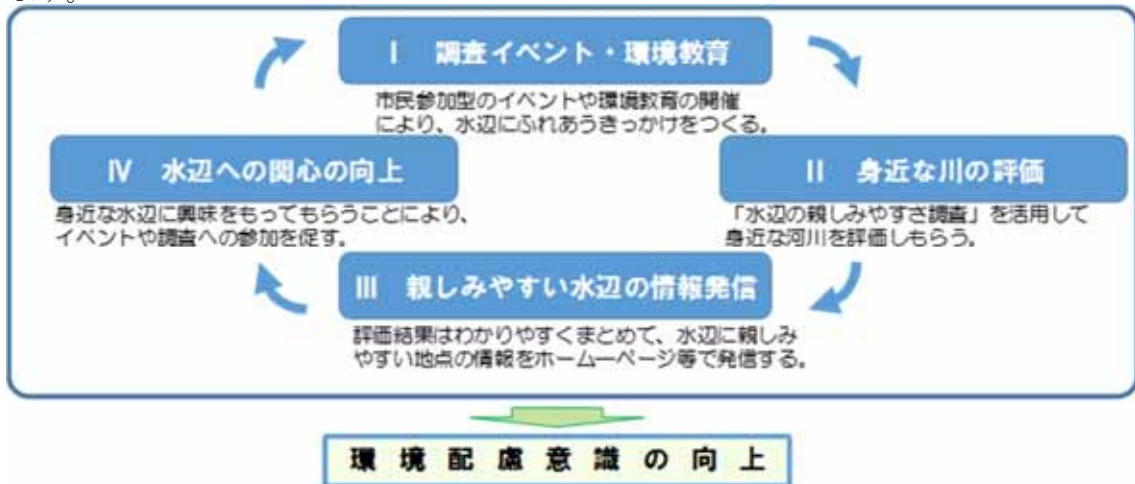 Ⅰ 調査イベント・環境教育
市民参加型のイベントや環境教育の開催
により、水辺にふれあうきっかけをつくる。
Ⅱ 身近な川の評価
「水辺の親しみやすさ調査」を活用して
身近な河川を評価しもらう。
Ⅲ 親しみやすい水辺の情報発信
評価結果はわかりやすくまとめて、水辺に親しみ
やすい地点の情報をホームーページ等で発信する。
Ⅳ 水辺への関心の向上
身近な水辺に興味をもってもらうことにより、
イベントや調査への参加を促す。
環境配慮意識の向上